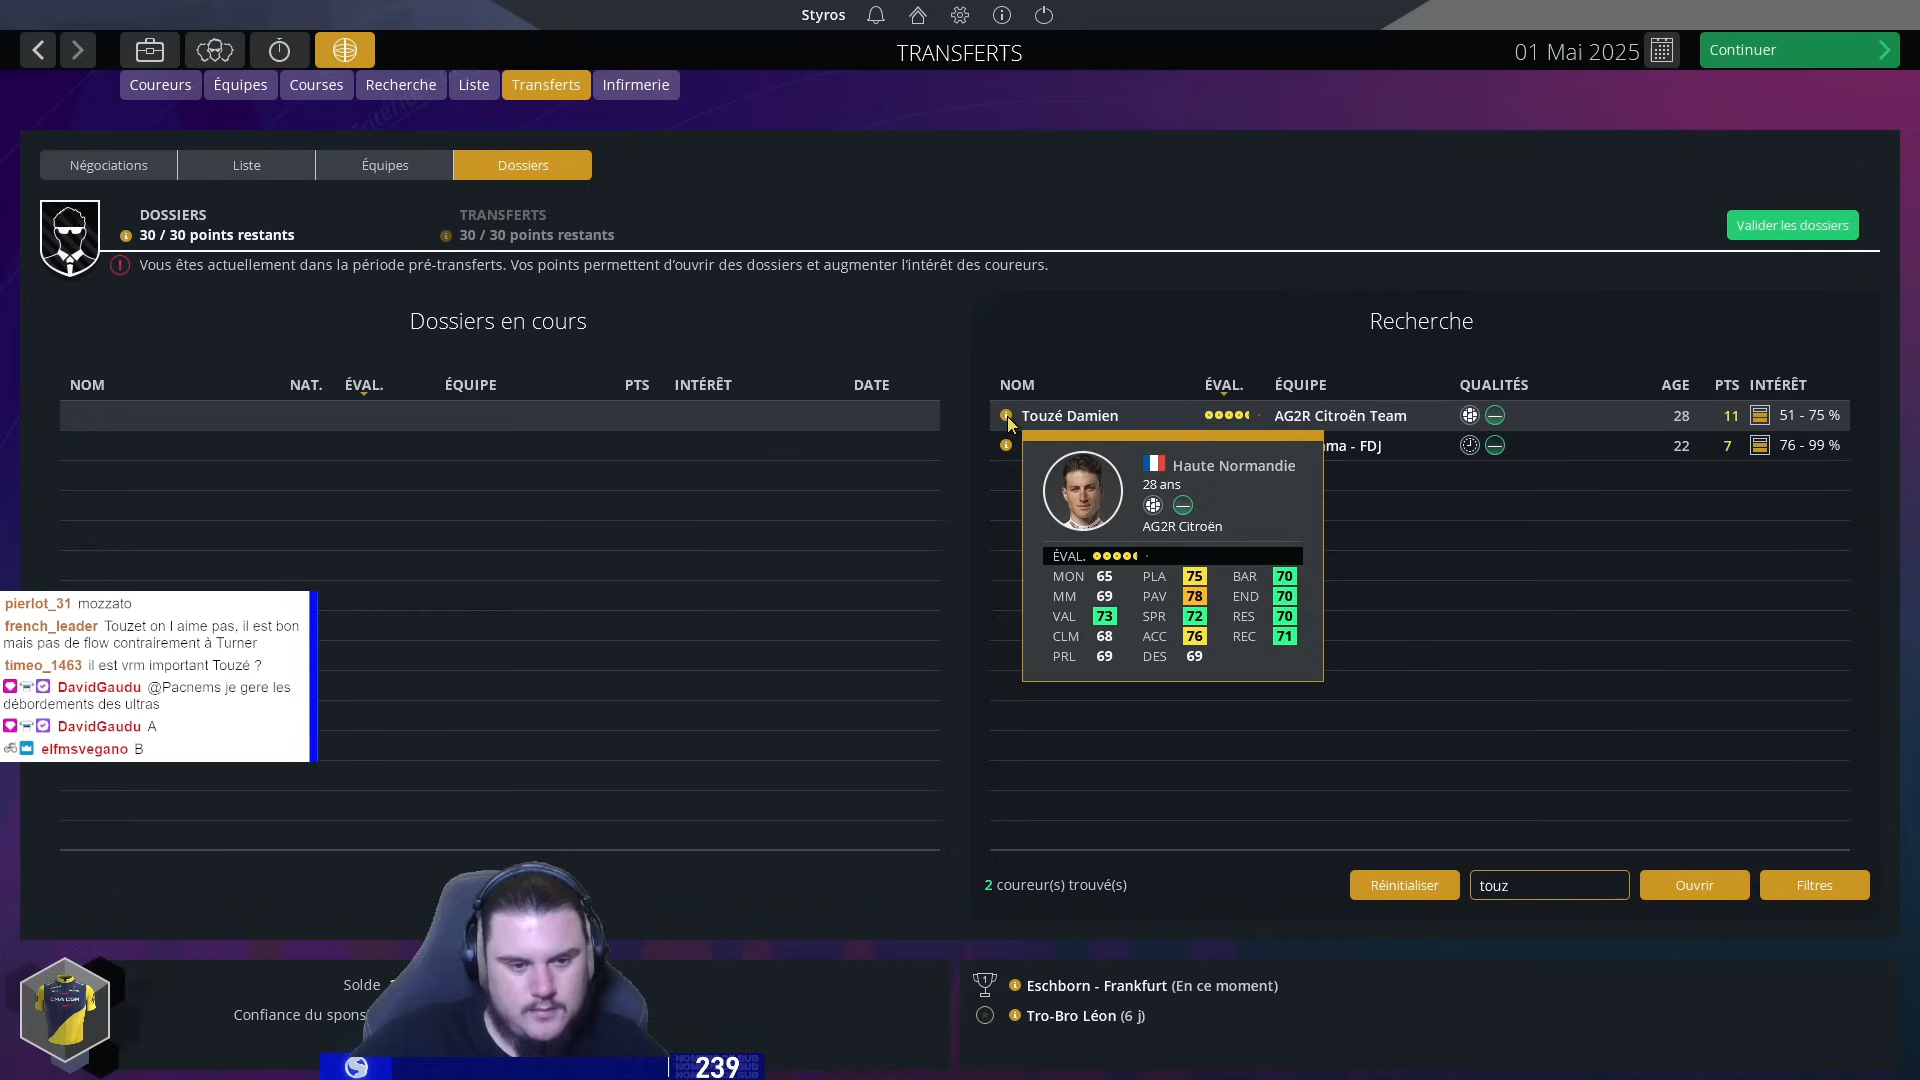 Styros
TRANSFERTS
01 Mai 2025
Continuer
Coureurs
Équipes
Courses
Recherche
Liste
Transferts
Infirmerie
Négociations
Liste
Équipes
Dossiers
DOSSIERS
30 / 30 points restants
TRANSFERTS
30 / 30 points restants
Valider les dossiers
Vous êtes actuellement dans la période pré-transferts. Vos points permettent d'ouvrir des dossiers et augmenter l'intérêt des coureurs.
Dossiers en cours
NOM NAT. ÉVAL. ÉQUIPE PTS INTÉRÊT DATE
Recherche
NOM ÉVAL. ÉQUIPE QUALITÉS AGE PTS INTÉRÊT
Touzé Damien AG2R Citroën Team 28 11 51 - 75 %
ma - FDJ 22 7 76 - 99 %
Haute Normandie
28 ans
AG2R Citroën
ÉVAL.
MON 65 PLA 75 BAR 70
MM 69 PAV 78 END 70
VAL 73 SPR 72 RES 70
CLM 68 ACC 76 REC 71
PRL 69 DES 69
pierlot_31 mozzato
french_leader Touzet on l aime pas, il est bon
mais pas de flow contrairement à Turner
timeo_1463 il est vrm important Touzé ?
DavidGaudu @Pacnems je gere les
débordements des ultras
DavidGaudu A
elfmsvegano B
2 coureur(s) trouvé(s)
Réinitialiser
touz
Ouvrir
Filtres
Solde
Confiance du spons
CMA CGM
Eschborn - Frankfurt (En ce moment)
Tro-Bro Léon (6 j)
239